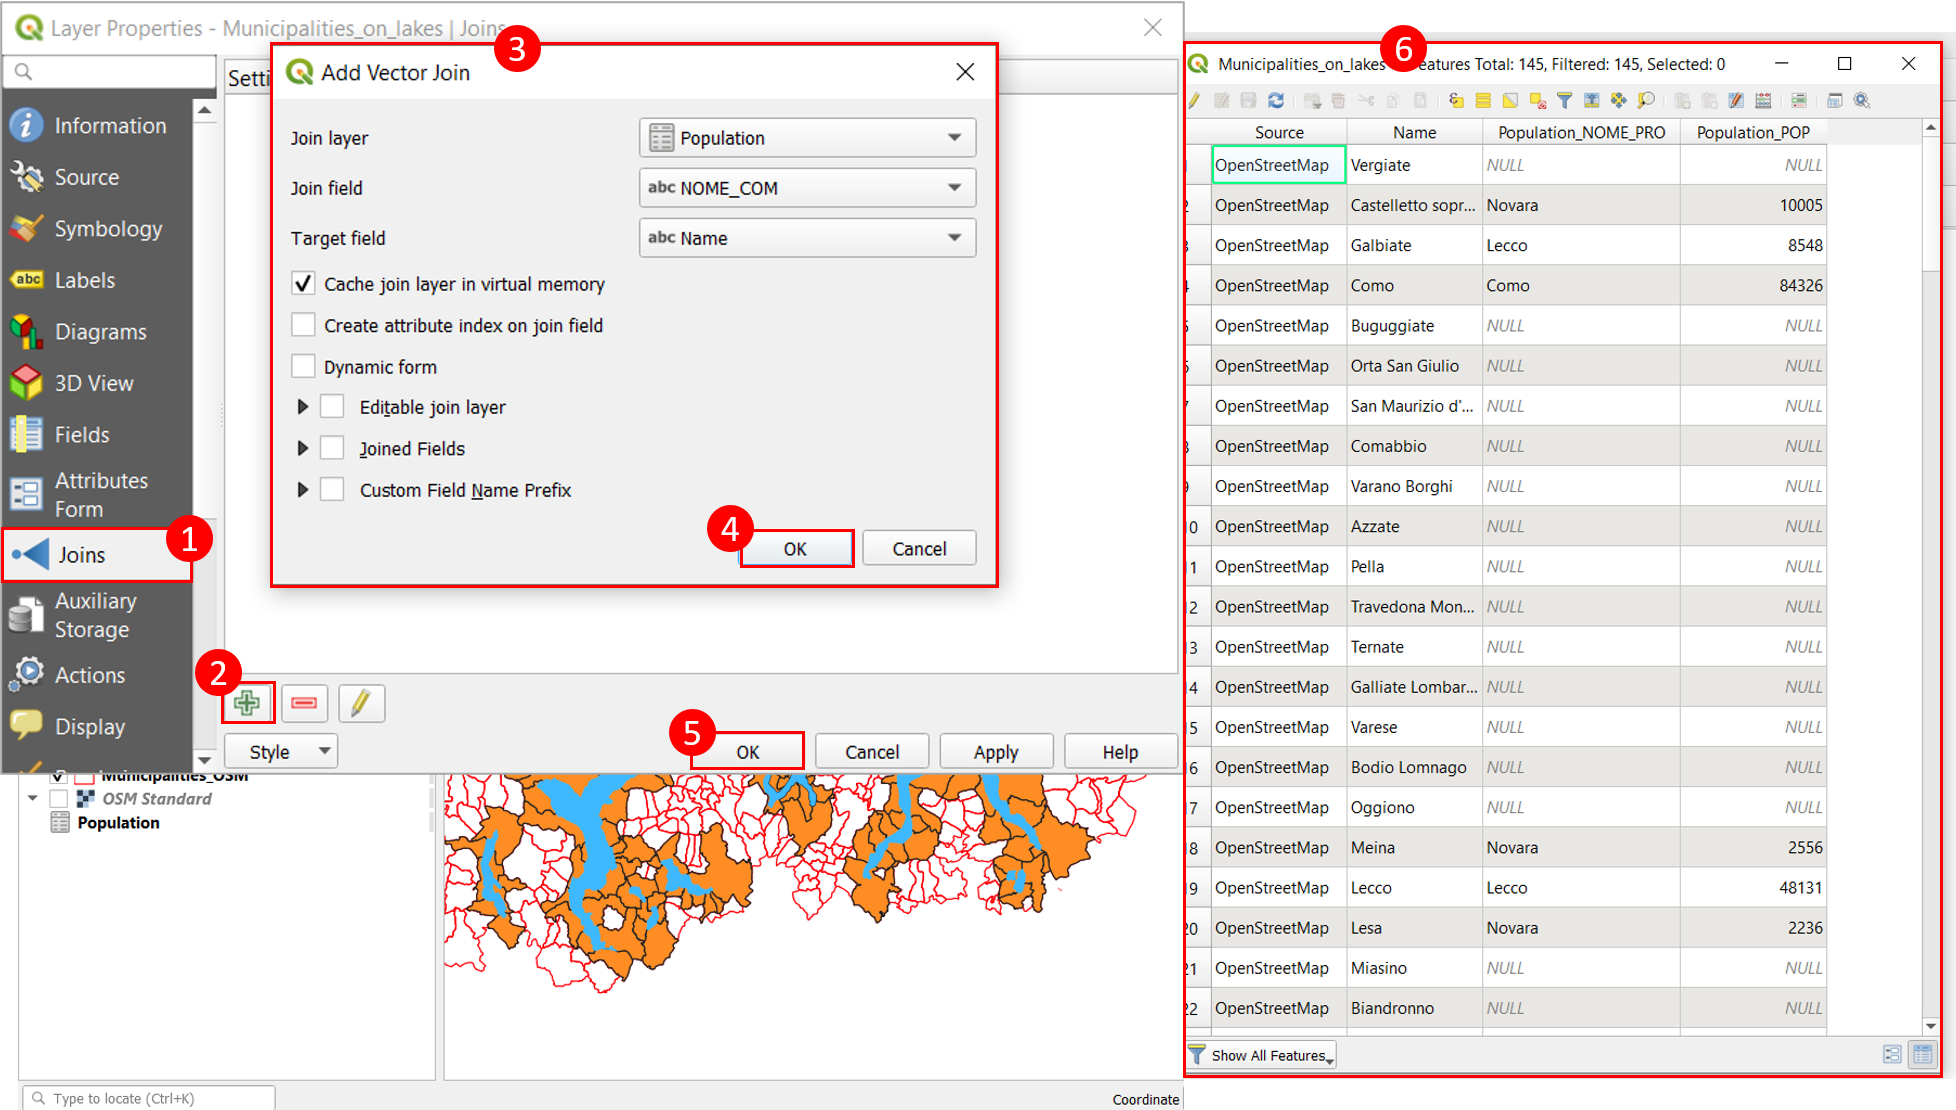 Layer Properties - Municipalities_on_lakes | Joins
Information
Source
Symbology
Labels
Diagrams
3D View
Fields
Attributes
Form
Joins
Auxiliary
Storage
Actions
Display
1
2
Style
OK
Cancel
Apply
Help
5
3
Add Vector Join
Join layer
Population
Join field
abc NOME_COM
Target field
abc Name
Cache join layer in virtual memory
Create attribute index on join field
Dynamic form
Editable join layer
Joined Fields
Custom Field Name Prefix
4
OK
Cancel
Municipalities_OSM
OSM Standard
Population
Type to locate (Ctrl+K)
Coordinate
6
Municipalities_on_lakes Features Total: 145, Filtered: 145, Selected: 0
Source Name Population_NOME_PRO Population_POP
OpenStreetMap Vergiate NULL NULL
2 OpenStreetMap Castelletto sopr... Novara 10005
3 OpenStreetMap Galbiate Lecco 8548
4 OpenStreetMap Como Como 84326
5 OpenStreetMap Buguggiate NULL NULL
6 OpenStreetMap Orta San Giulio NULL NULL
7 OpenStreetMap San Maurizio d'... NULL NULL
8 OpenStreetMap Comabbio NULL NULL
9 OpenStreetMap Varano Borghi NULL NULL
10 OpenStreetMap Azzate NULL NULL
11 OpenStreetMap Pella NULL NULL
12 OpenStreetMap Travedona Mon... NULL NULL
13 OpenStreetMap Ternate NULL NULL
14 OpenStreetMap Galliate Lombar... NULL NULL
15 OpenStreetMap Varese NULL NULL
16 OpenStreetMap Bodio Lomnago NULL NULL
17 OpenStreetMap Oggiono NULL NULL
18 OpenStreetMap Meina Novara 2556
19 OpenStreetMap Lecco Lecco 48131
20 OpenStreetMap Lesa Novara 2236
21 OpenStreetMap Miasino NULL NULL
22 OpenStreetMap Biandronno NULL NULL
Show All Features